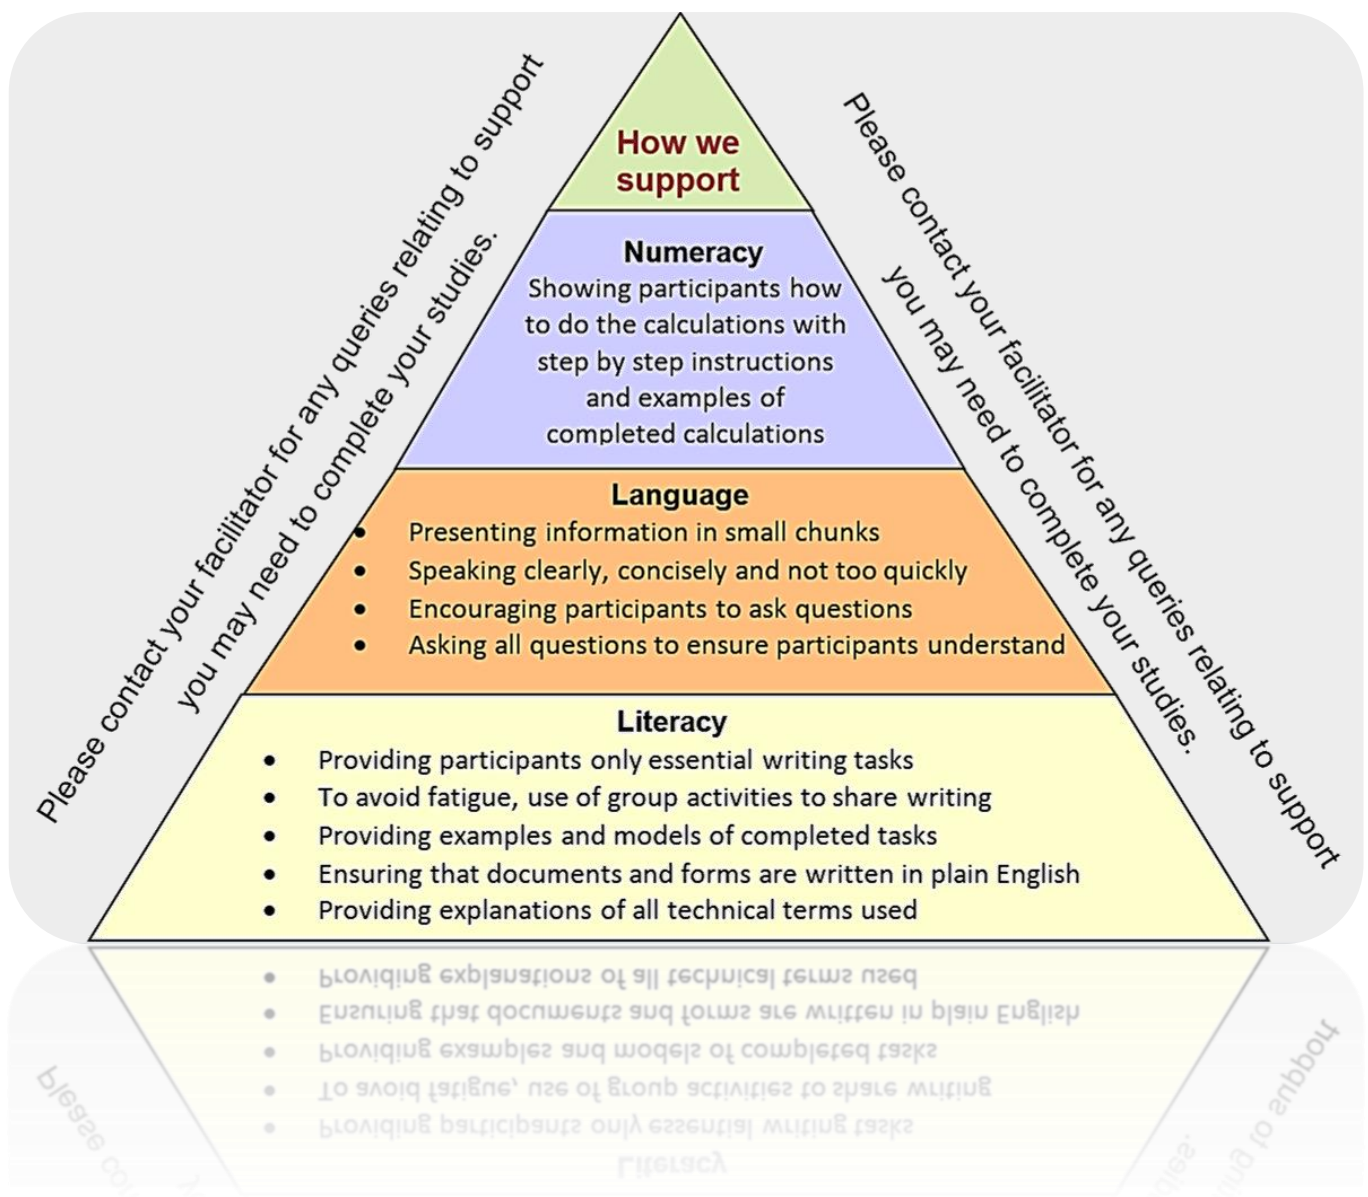 Please contact your facilitator for any queries relating to support
you may need to complete your studies.
How we
support
Numeracy
Showing participants how
to do the calculations with
step by step instructions
and examples of
completed calculations
Language
• Presenting information in small chunks
• Speaking clearly, concisely and not too quickly
• Encouraging participants to ask questions
• Asking all questions to ensure participants understand
Literacy
• Providing participants only essential writing tasks
• To avoid fatigue, use of group activities to share writing
• Providing examples and models of completed tasks
• Ensuring that documents and forms are written in plain English
• Providing explanations of all technical terms used
Please contact your facilitator for any queries relating to support
you may need to complete your studies.